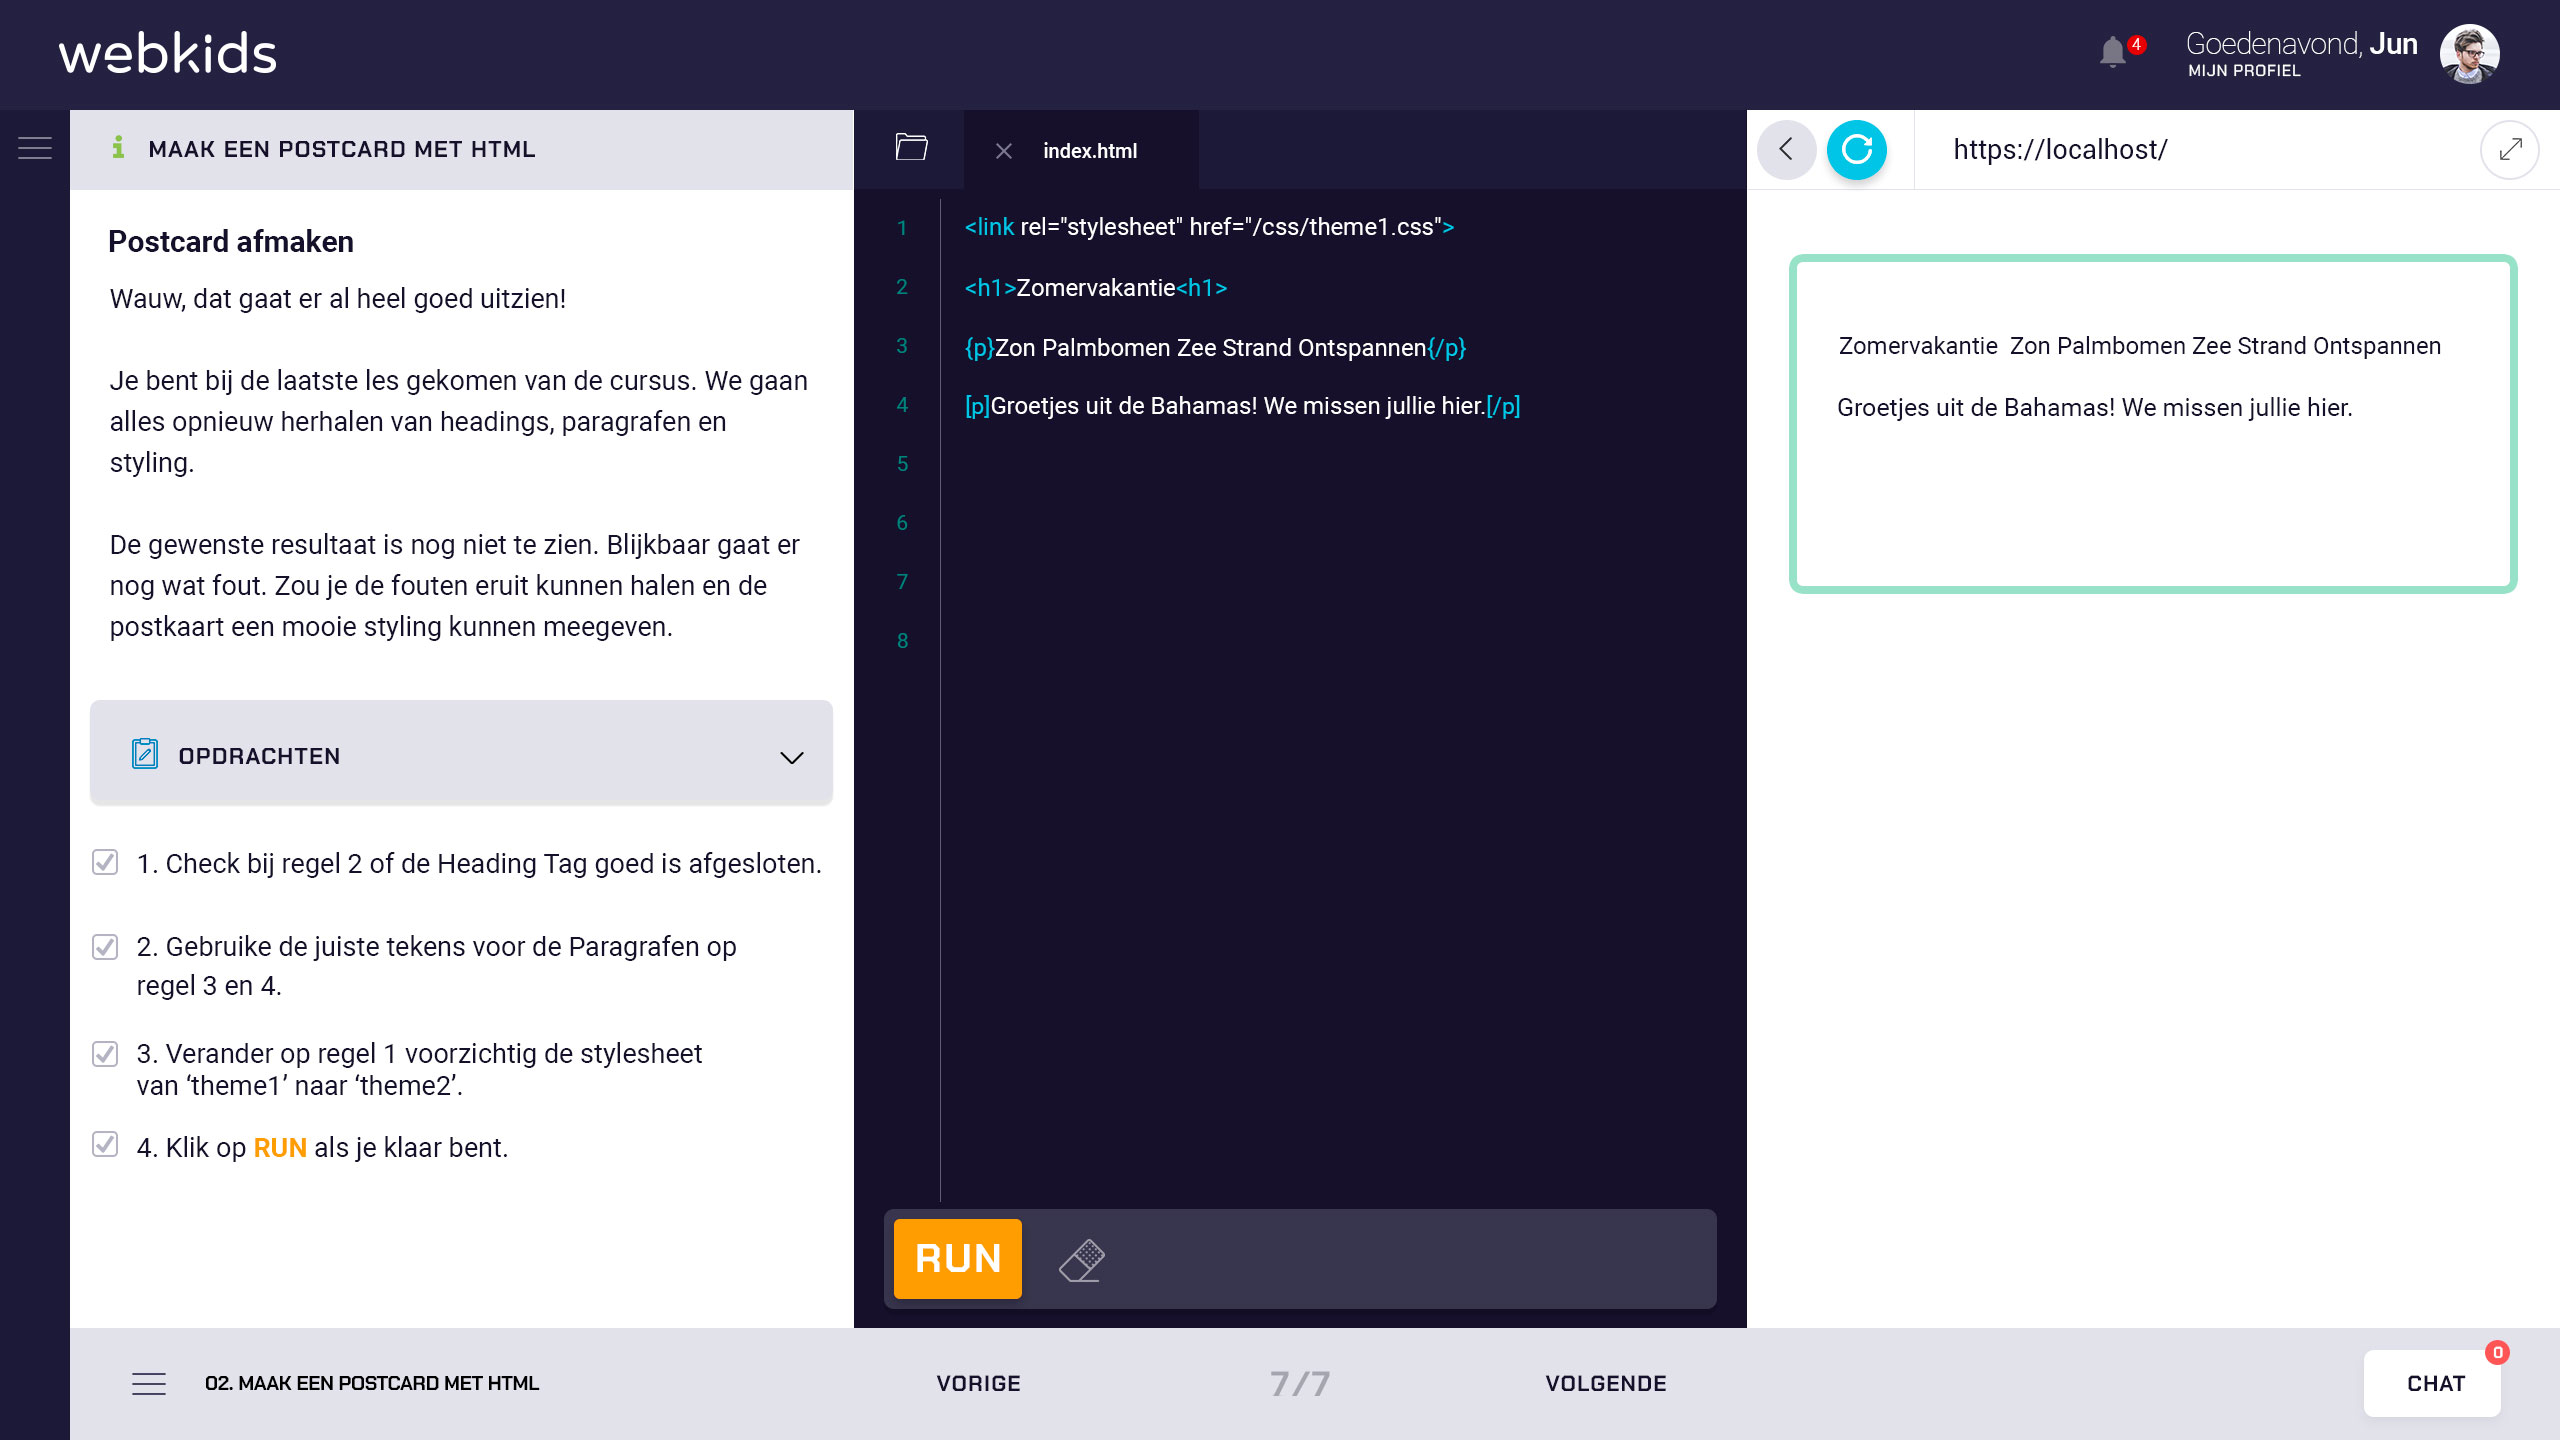 webkids
4
Goedenavond, Jun
MIJN PROFIEL
MAAK EEN POSTCARD MET HTML
Postcard afmaken
Wauw, dat gaat er al heel goed uitzien!
Je bent bij de laatste les gekomen van de cursus. We gaan
alles opnieuw herhalen van headings, paragrafen en
styling.
De gewenste resultaat is nog niet te zien. Blijkbaar gaat er
nog wat fout. Zou je de fouten eruit kunnen halen en de
postkaart een mooie styling kunnen meegeven.
OPDRACHTEN
1. Check bij regel 2 of de Heading Tag goed is afgesloten.
2. Gebruike de juiste tekens voor de Paragrafen op
regel 3 en 4.
3. Verander op regel 1 voorzichtig de stylesheet
van ‘theme1’ naar ‘theme2’.
4. Klik op RUN als je klaar bent.
index.html
1 <link rel="stylesheet" href="/css/theme1.css">
2 <h1>Zomervakantie<h1>
3 {p}Zon Palmbomen Zee Strand Ontspannen{/p}
4 [p]Groetjes uit de Bahamas! We missen jullie hier.[/p]
5
6
7
8
RUN
https://localhost/
Zomervakantie Zon Palmbomen Zee Strand Ontspannen
Groetjes uit de Bahamas! We missen jullie hier.
02. MAAK EEN POSTCARD MET HTML
VORIGE
7/7
VOLGENDE
CHAT
0